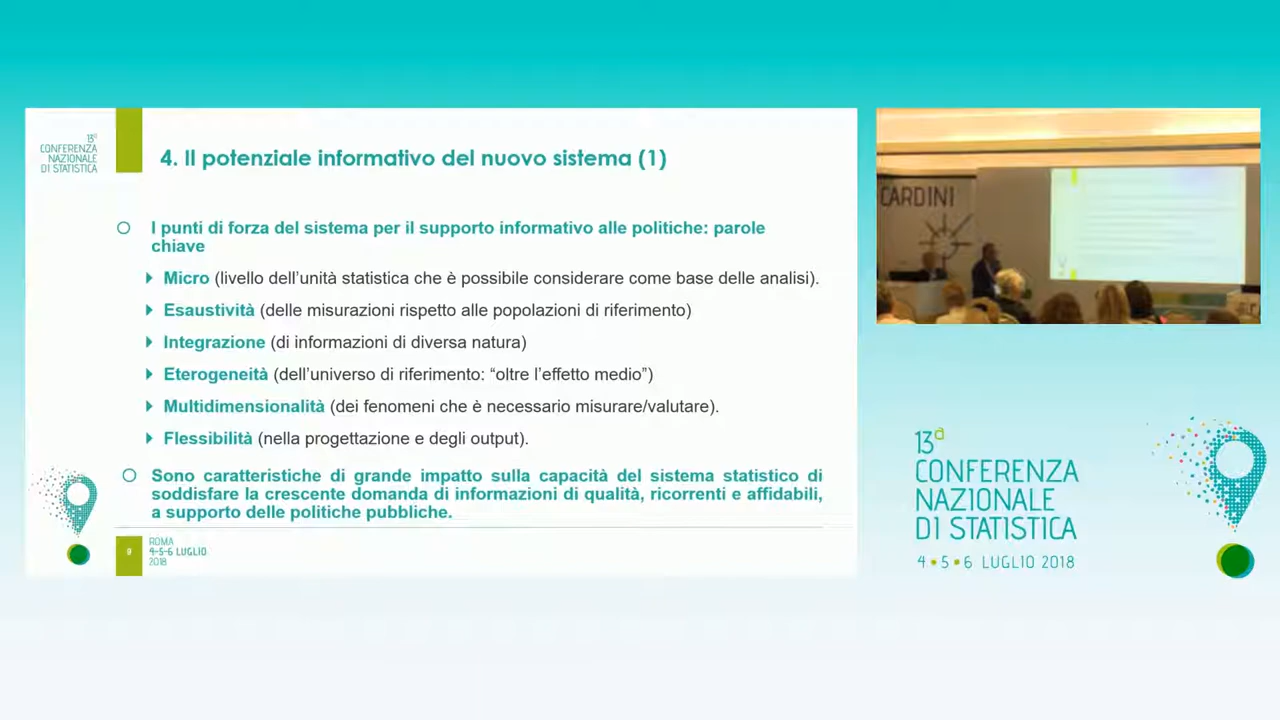 13ª
CONFERENZA
NAZIONALE
DI STATISTICA
4. Il potenziale informativo del nuovo sistema (1)
I punti di forza del sistema per il supporto informativo alle politiche: parole
chiave
Micro (livello dell’unità statistica che è possibile considerare come base delle analisi).
Esaustività (delle misurazioni rispetto alle popolazioni di riferimento)
Integrazione (di informazioni di diversa natura)
Eterogeneità (dell’universo di riferimento: “oltre l’effetto medio”)
Multidimensionalità (dei fenomeni che è necessario misurare/valutare).
Flessibilità (nella progettazione e degli output).
Sono caratteristiche di grande impatto sulla capacità del sistema statistico di
soddisfare la crescente domanda di informazioni di qualità, ricorrenti e affidabili,
a supporto delle politiche pubbliche.
9
ROMA
4-5-6 LUGLIO
2018
CARDINI
13ª
CONFERENZA
NAZIONALE
DI STATISTICA
4•5•6 LUGLIO 2018